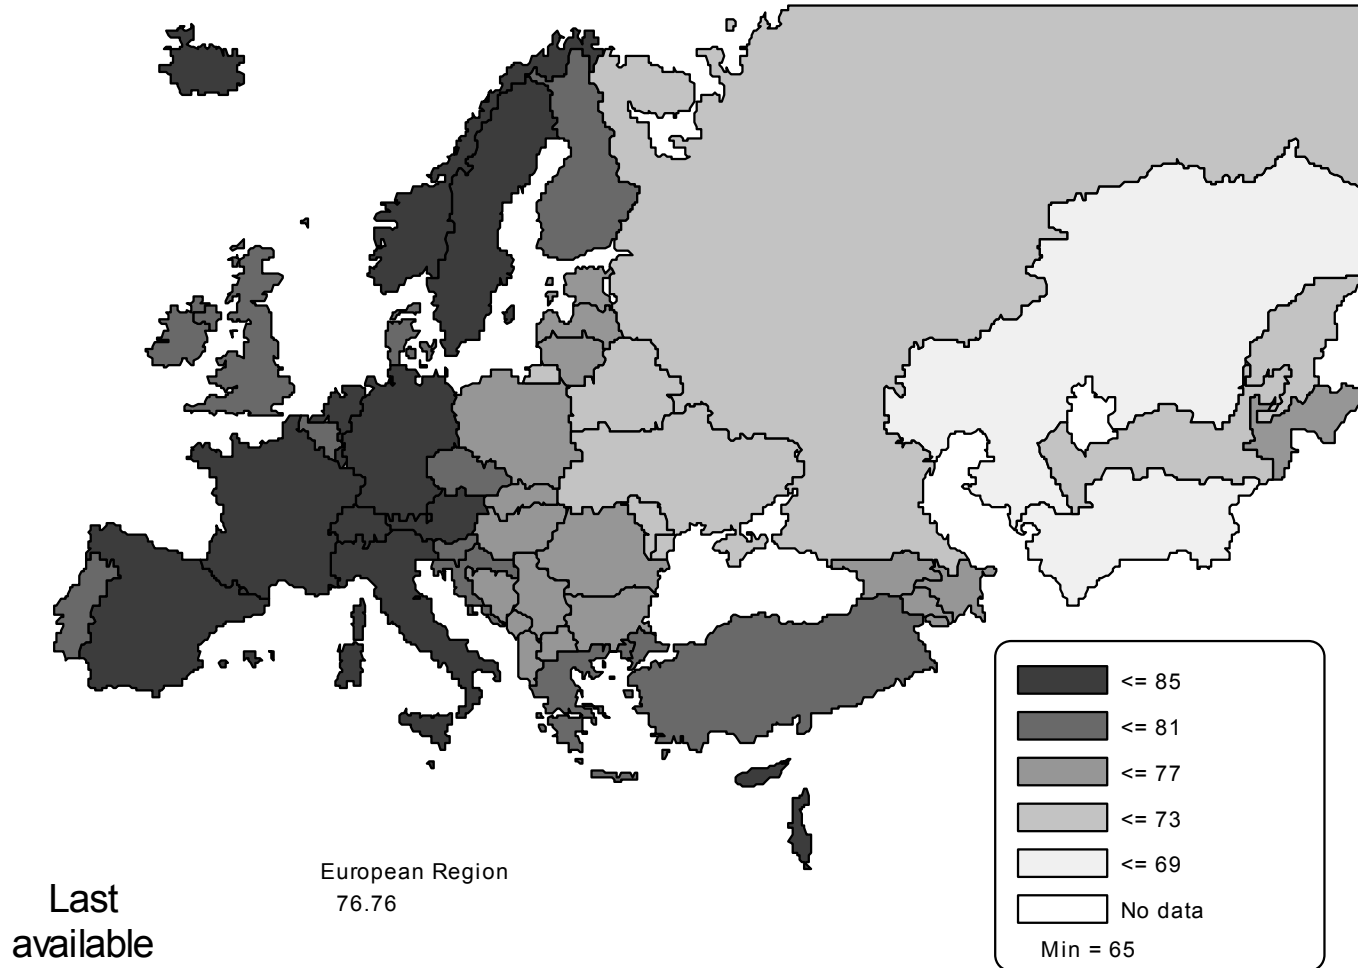 <= 85
<= 81
<= 77
<= 73
<= 69
No data
Min = 65
European Region
76.76
Last
available